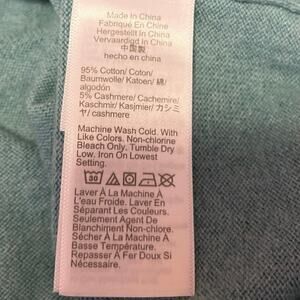 Made In China
Fabriqué En Chine
Hergestellt In China
Vervaardigd In China
中国製
hecho en china
95% Cotton/ Coton/
Baumwolle/ Katoen/ 綿/
algodón
5% Cashmere/ Cachemire/
Kaschmir/ Kasjmier/ カシミ
ヤ/ cashmere
Machine Wash Cold. With
Like Colors. Non-chlorine
Bleach Only. Tumble Dry
Low. Iron On Lowest
Setting.
30
Laver À La Machine À
L'eau Froide. Laver En
Séparant Les Couleurs.
Seulement Agent De
Blanchiment Non-chlore.
Sécher À La Machine À
Basse Température.
Repasser À Fer Doux Si
Nécessaire.